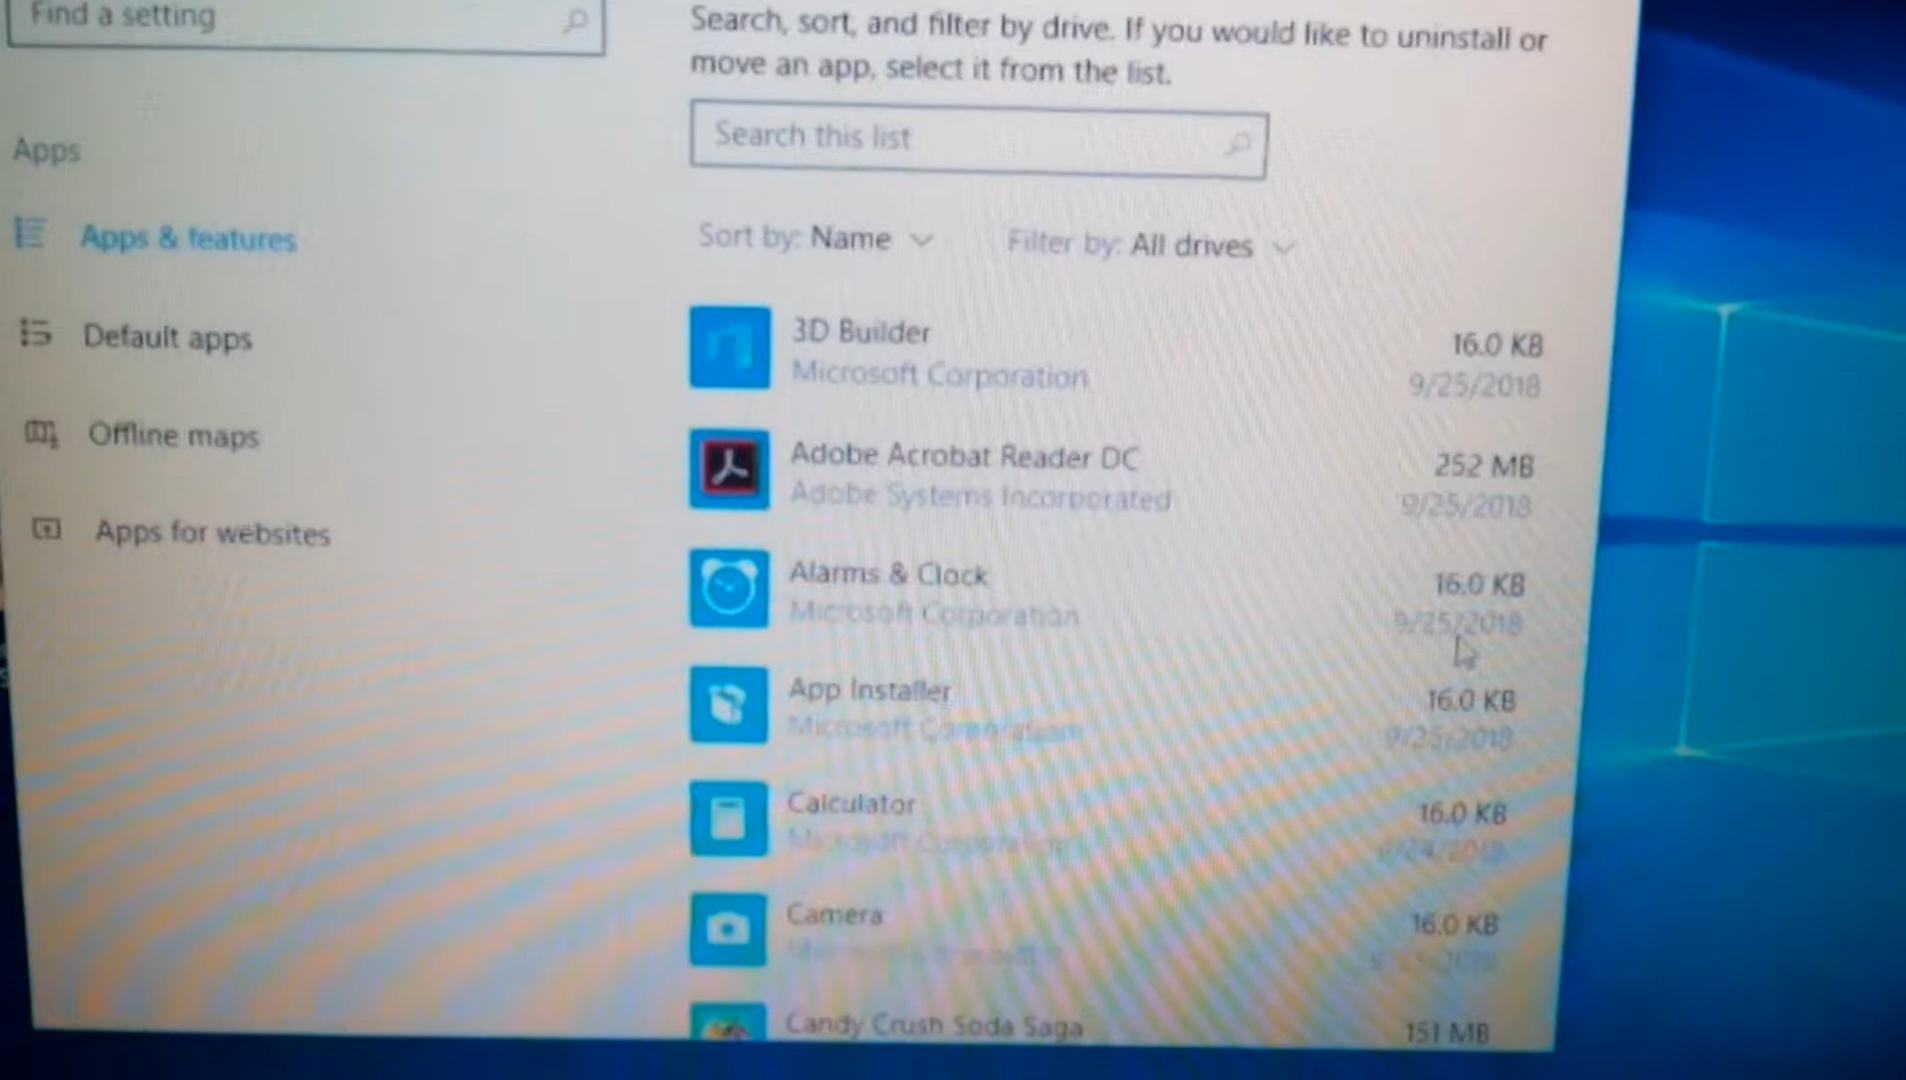 Find a setting
Search, sort, and filter by drive. If you would like to uninstall or
move an app, select it from the list.
Search this list
Apps
Apps & features
Sort by: Name
Filter by: All drives
Default apps
Offline maps
Apps for websites
3D Builder
16.0 KB
Microsoft Corporation
9/25/2018
Adobe Acrobat Reader DC
252 MB
Adobe Systems Incorporated
9/25/2018
Alarms & Clock
16.0 KB
Microsoft Corporation
9/25/2018
App Installer
16.0 KB
Microsoft Corporation
9/25/2018
Calculator
16.0 KB
Microsoft Corporation
Camera
16.0 KB
Candy Crush Soda Saga
151 MB